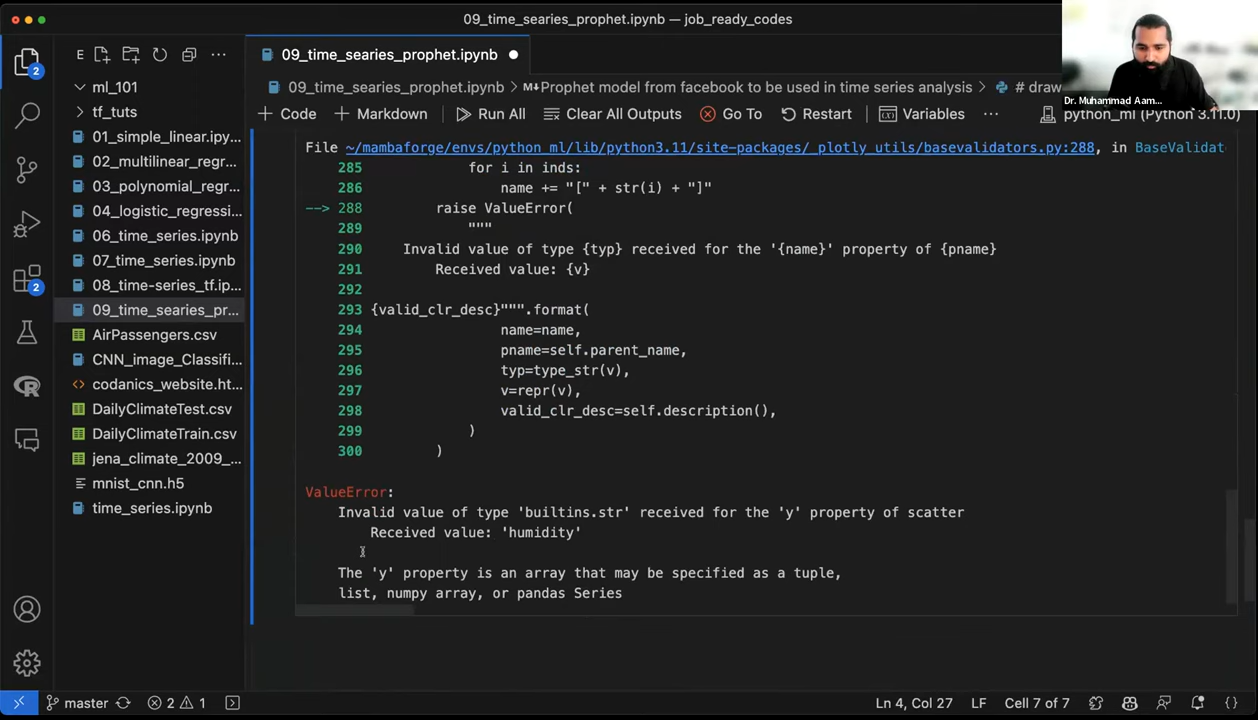 09_time_searies_prophet.ipynb — job_ready_codes
E
09_time_searies_prophet.ipynb
ml_101
tf_tuts
01_simple_linear.ipy...
02_multilinear_regr...
03_polynomial_regr...
04_logistic_regressi...
06_time_series.ipynb
07_time_series.ipynb
08_time-series_tf.ip...
09_time_searies_pr...
AirPassengers.csv
CNN_image_Classifi...
codanics_website.ht...
DailyClimateTest.csv
DailyClimateTrain.csv
jena_climate_2009_...
mnist_cnn.h5
time_series.ipynb
2
2
09_time_searies_prophet.ipynb > M↓Prophet model from facebook to be used in time series analysis > # draw
+ Code + Markdown Run All Clear All Outputs Go To Restart Variables ... python_ml (Python 3.11.0)
Dr. Muhammad Aam...
File ~/mambaforge/envs/python_ml/lib/python3.11/site-packages/_plotly_utils/basevalidators.py:288, in BaseValidato
285 for i in inds:
286 name += "[" + str(i) + "]"
--> 288 raise ValueError(
289 """
290 Invalid value of type {typ} received for the '{name}' property of {pname}
291 Received value: {v}
292
293 {valid_clr_desc}""".format(
294 name=name,
295 pname=self.parent_name,
296 typ=type_str(v),
297 v=repr(v),
298 valid_clr_desc=self.description(),
299 )
300 )
ValueError:
Invalid value of type 'builtins.str' received for the 'y' property of scatter
Received value: 'humidity'
The 'y' property is an array that may be specified as a tuple,
list, numpy array, or pandas Series
master 2 1 Ln 4, Col 27 LF Cell 7 of 7